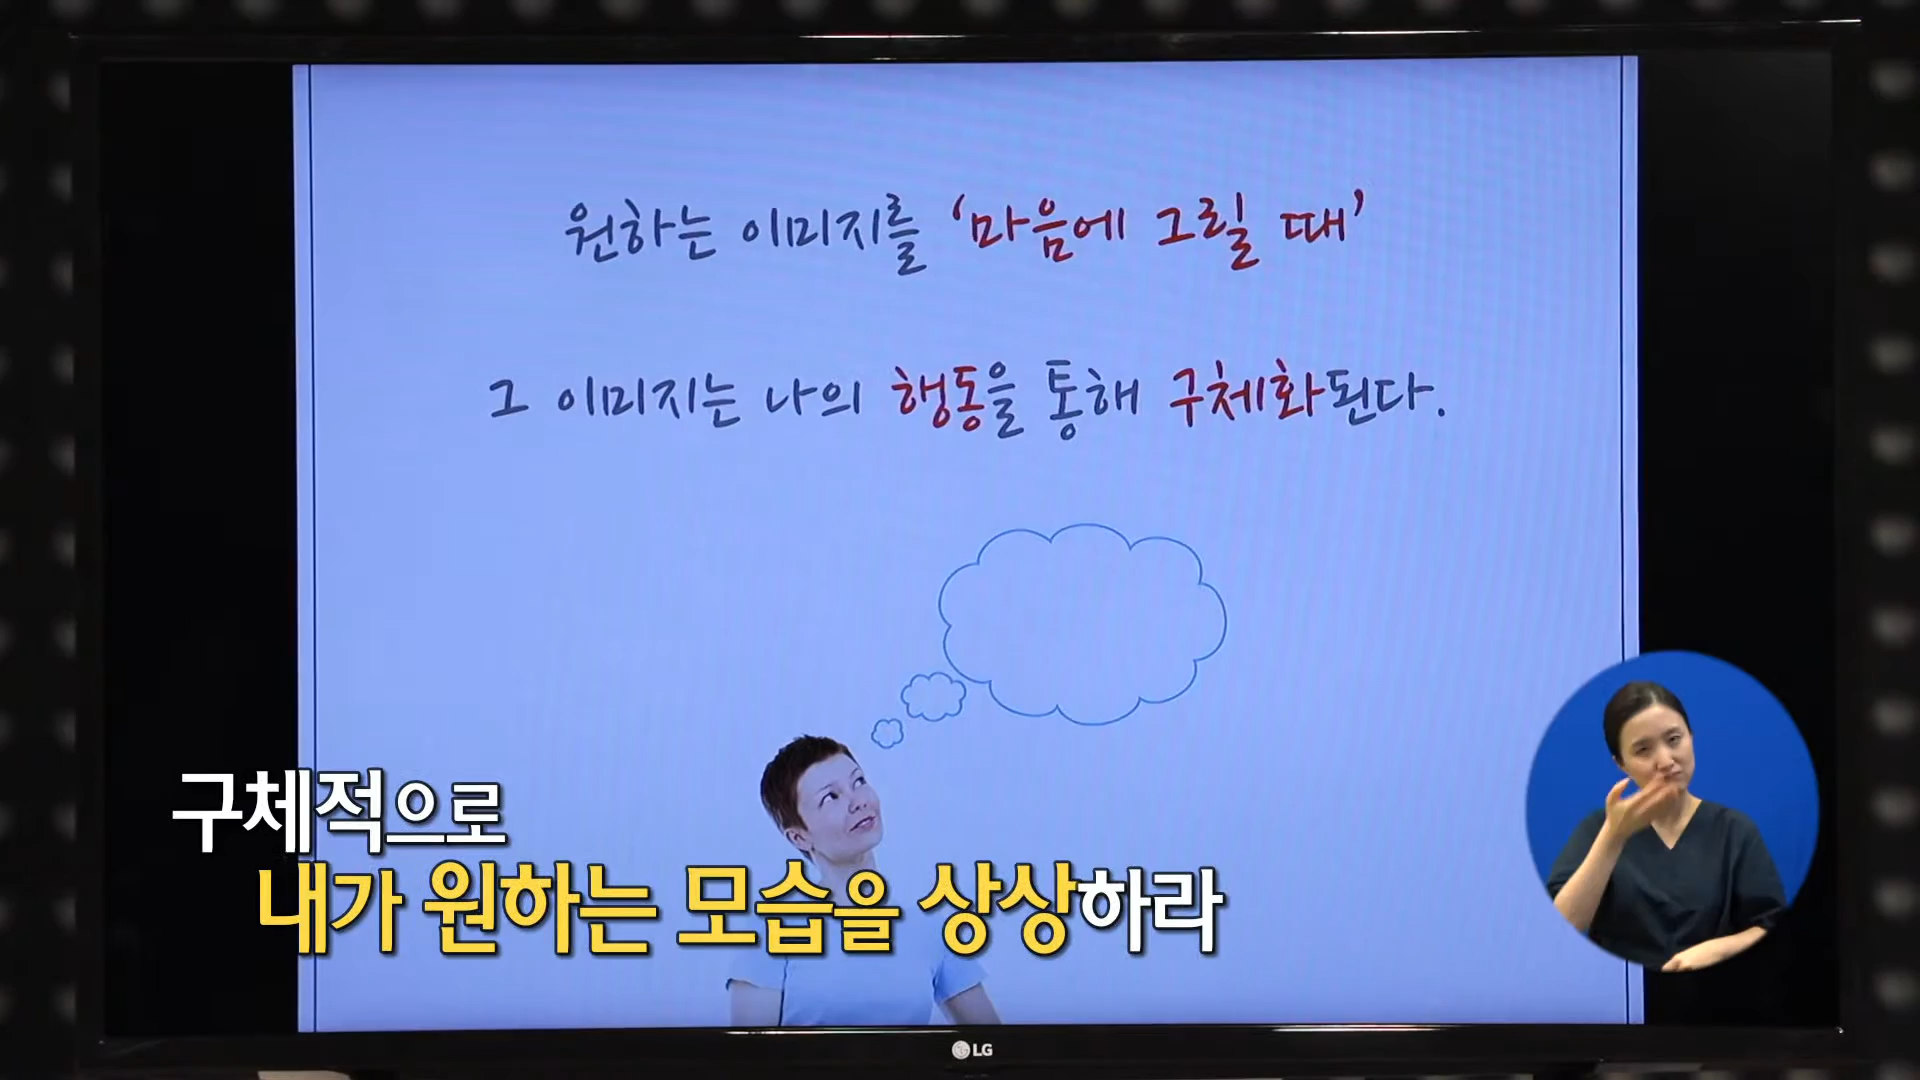 원하는 이미지를 ‘마음에 그릴 때’
그 이미지는 나의 행동을 통해 구체화된다.
구체적으로
내가 원하는 모습을 상상하라
LG